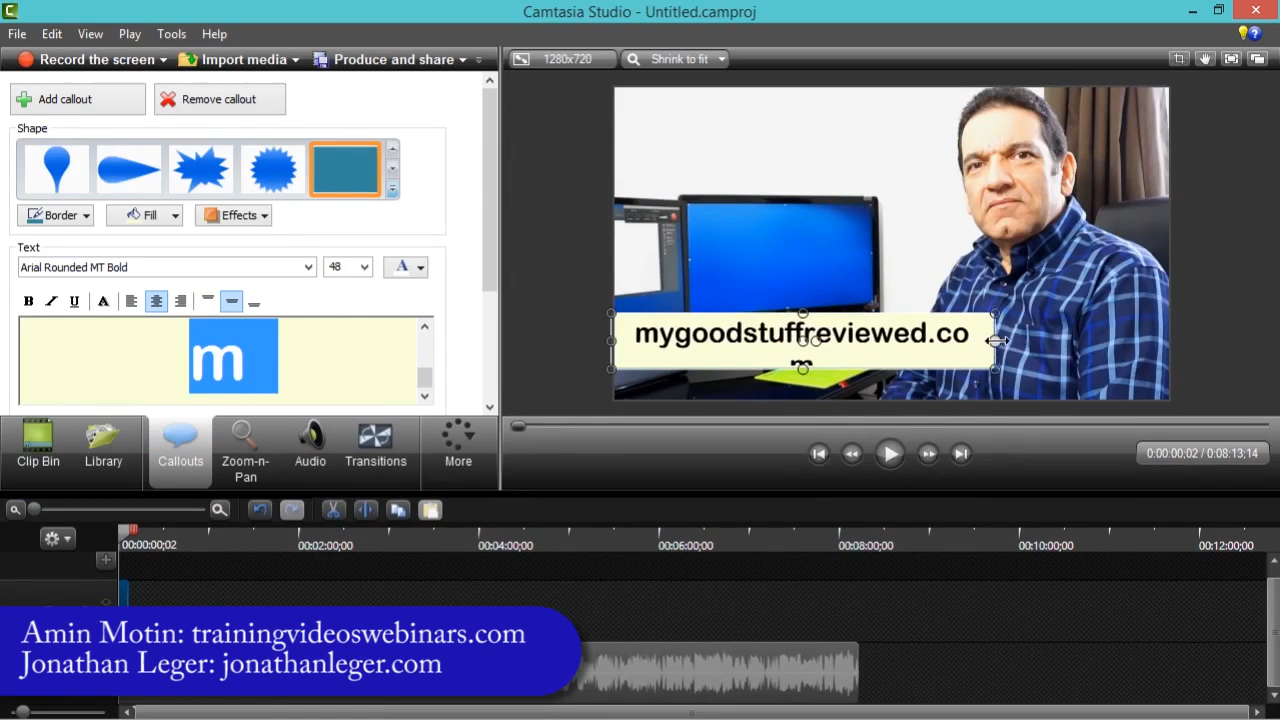 Camtasia Studio - Untitled.camproj
File Edit View Play Tools Help
Record the screen Import media Produce and share
1280x720 Shrink to fit
Add callout Remove callout
Shape
Border Fill Effects
Text
Arial Rounded MT Bold 48
B I U A
m
mygoodstuffreviewed.co
m
Clip Bin Library Callouts Zoom-n-Pan Audio Transitions More
0:00:00;02 / 0:08:13;14
00:00:00;02 00:02:00;00 00:04:00;00 00:06:00;00 00:08:00;00 00:10:00;00 00:12:00;00
Amin Motin: trainingvideoswebinars.com
Jonathan Leger: jonathanleger.com